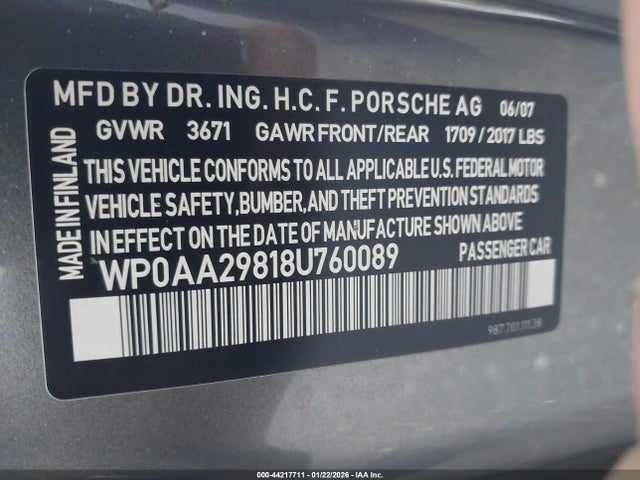 MFD BY DR. ING. H.C. F. PORSCHE AG 06/07
GVWR 3671 GAWR FRONT/REAR 1709/2017 LBS
THIS VEHICLE CONFORMS TO ALL APPLICABLE U.S. FEDERAL MOTOR
VEHICLE SAFETY, BUMPER, AND THEFT PREVENTION STANDARDS
IN EFFECT ON THE DATE OF MANUFACTURE SHOWN ABOVE
WP0AA29818U760089 PASSENGER CAR
MADE IN FINLAND
987.701.111.38
000-44217711 - 01/22/2026 - IAA Inc.